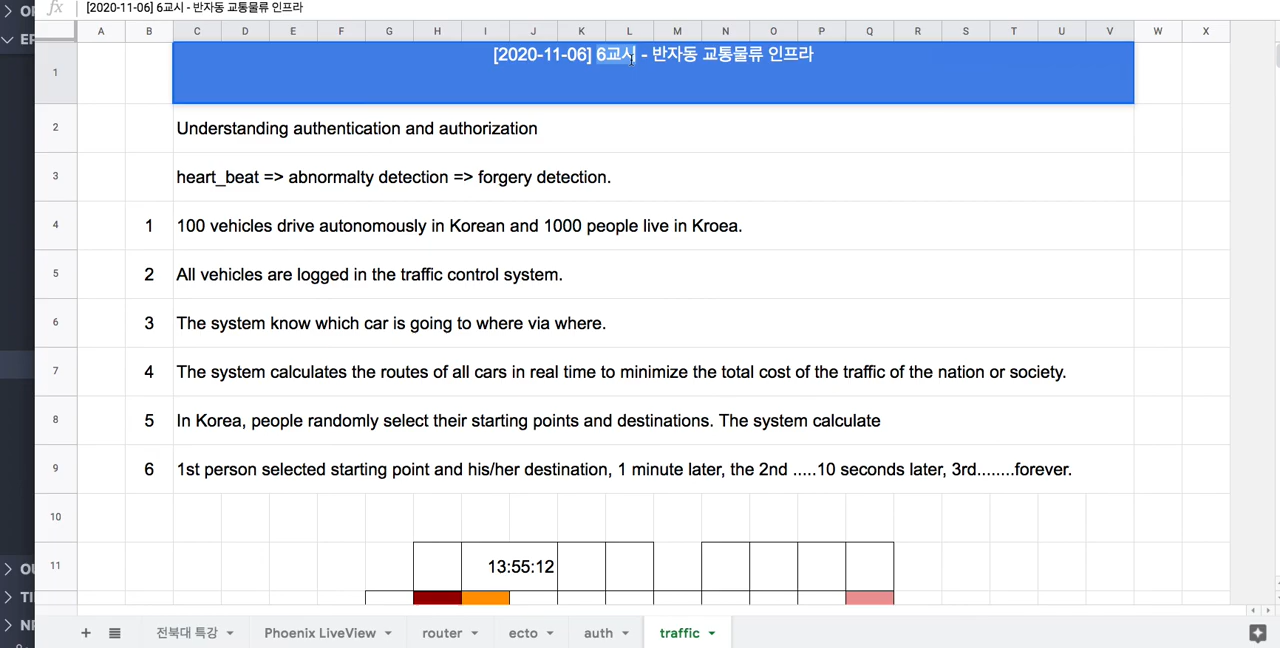 OF
fx [2020-11-06] 6교시 - 반자동 교통물류 인프라
EF
A B C D E F G H I J K L M N O P Q R S T U V W X
1 [2020-11-06] 6교시 - 반자동 교통물류 인프라
2 Understanding authentication and authorization
3 heart_beat => abnormalty detection => forgery detection.
4 1 100 vehicles drive autonomously in Korean and 1000 people live in Kroea.
5 2 All vehicles are logged in the traffic control system.
6 3 The system know which car is going to where via where.
7 4 The system calculates the routes of all cars in real time to minimize the total cost of the traffic of the nation or society.
8 5 In Korea, people randomly select their starting points and destinations. The system calculate
9 6 1st person selected starting point and his/her destination, 1 minute later, the 2nd .....10 seconds later, 3rd........forever.
10
11 13:55:12
OU
TI
NP
+ 전북대 특강 Phoenix LiveView router ecto auth traffic